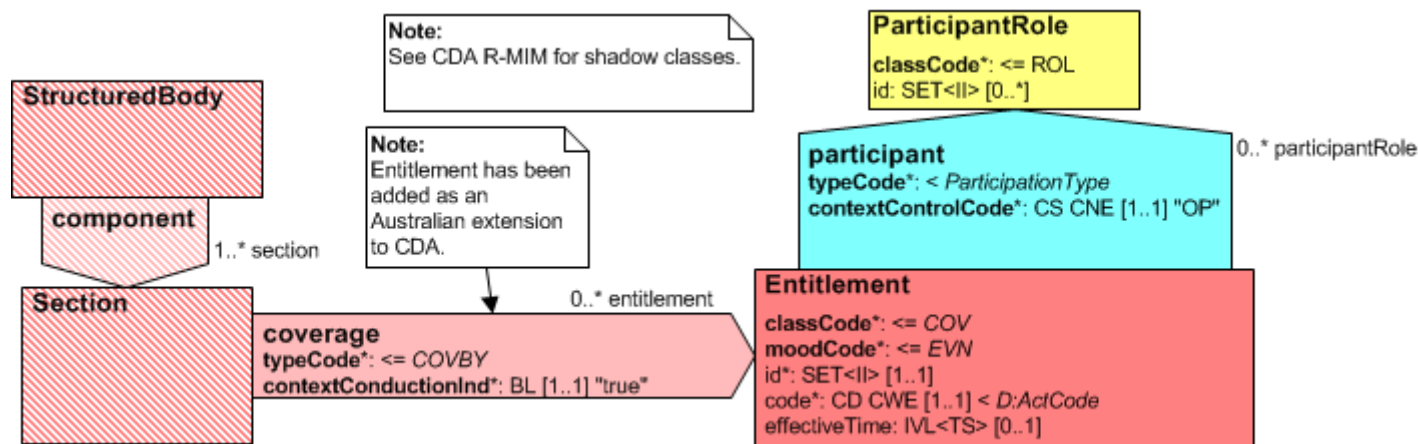 Note:
See CDA R-MIM for shadow classes.
ParticipantRole
classCode*: <= ROL
id: SET<II> [0..*]
StructuredBody
Note:
Entitlement has been
added as an
Australian extension
to CDA.
0..* participantRole
participant
typeCode*: < ParticipationType
contextControlCode*: CS CNE [1..1] "OP"
component
1..* section
Section
0..* entitlement
coverage
typeCode*: <= COVBY
contextConductionInd*: BL [1..1] "true"
Entitlement
classCode*: <= COV
moodCode*: <= EVN
id*: SET<II> [1..1]
code*: CD CWE [1..1] < D:ActCode
effectiveTime: IVL<TS> [0..1]